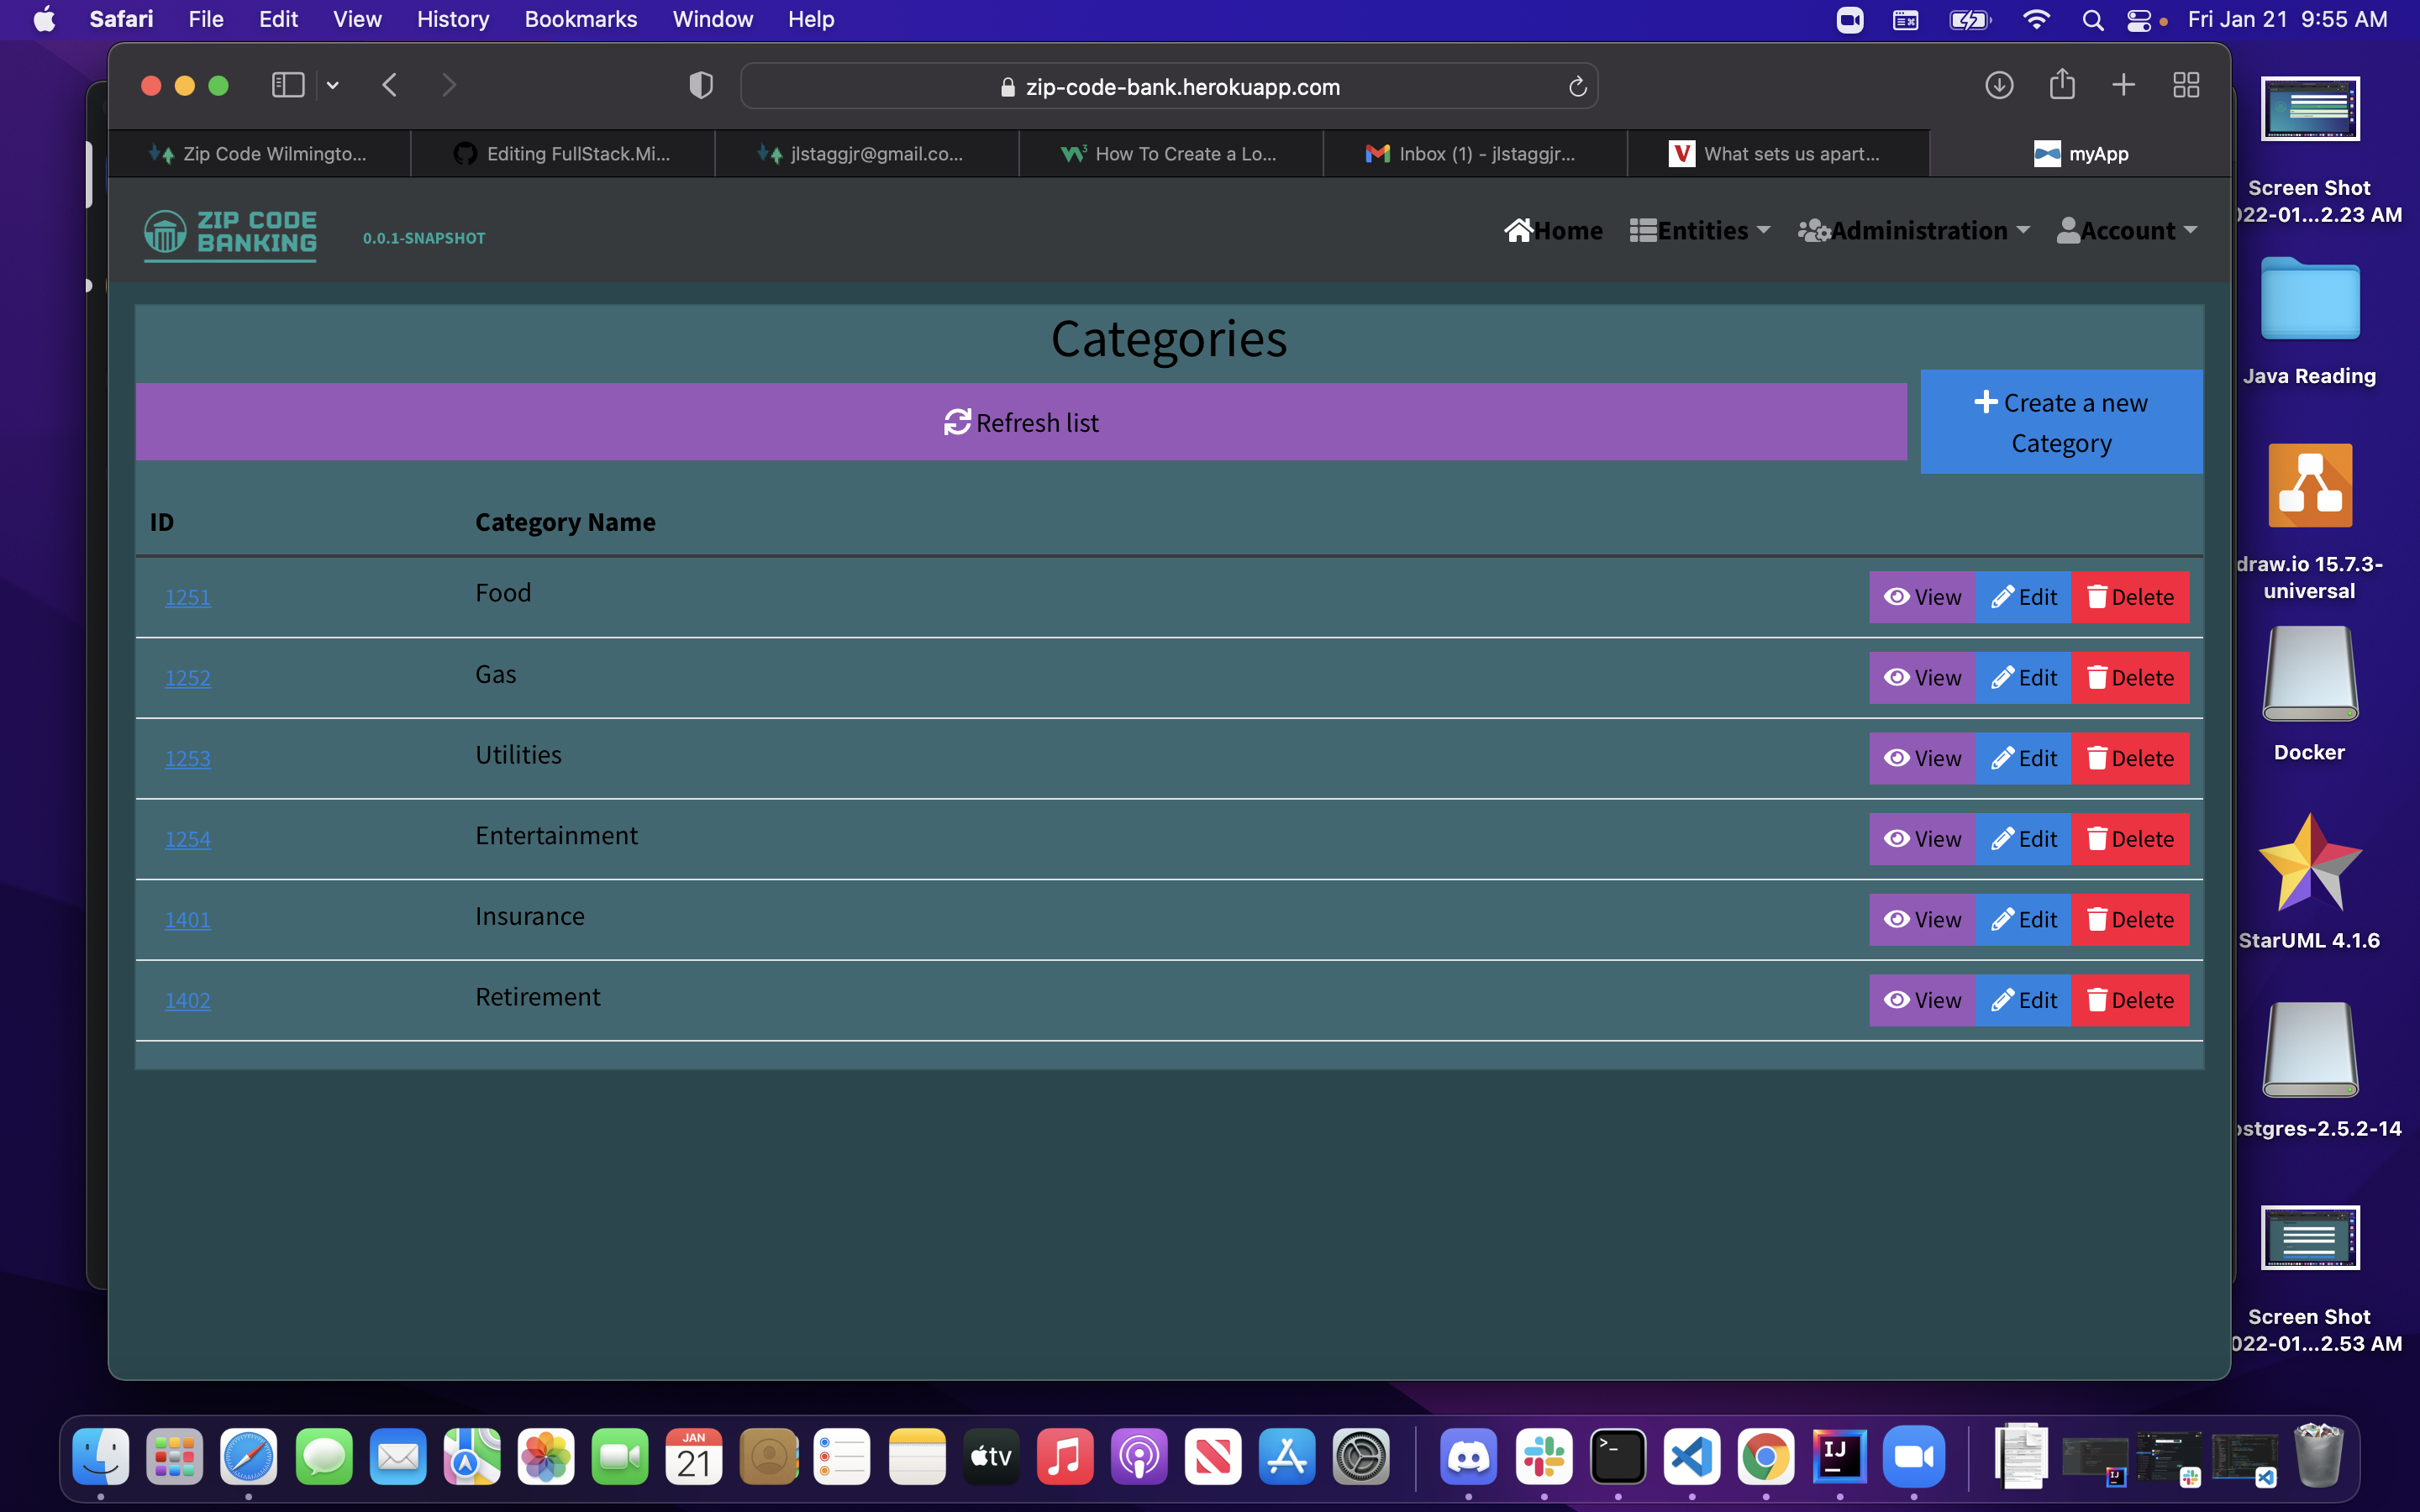 Safari File Edit View History Bookmarks Window Help Fri Jan 21 9:55 AM
zip-code-bank.herokuapp.com
Zip Code Wilmingto... Editing FullStack.Mi... jlstaggjr@gmail.co... How To Create a Lo... Inbox (1) - jlstaggjr... What sets us apart... myApp
ZIP CODE
BANKING
0.0.1-SNAPSHOT
Home Entities Administration Account
Categories
Refresh list
Create a new
Category
ID Category Name
1251 Food View Edit Delete
1252 Gas View Edit Delete
1253 Utilities View Edit Delete
1254 Entertainment View Edit Delete
1401 Insurance View Edit Delete
1402 Retirement View Edit Delete
Screen Shot
022-01...2.23 AM
Java Reading
draw.io 15.7.3-
universal
Docker
StarUML 4.1.6
ostgres-2.5.2-14
Screen Shot
022-01...2.53 AM
JAN
21
tv
IJ